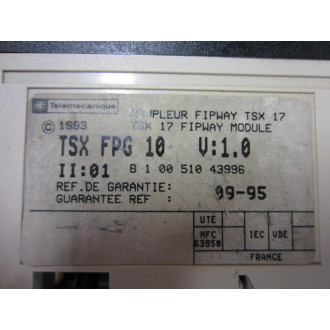 Telemecanique
COUPLEUR FIPWAY TSX 17
© 1993 TSX 17 FIPWAY MODULE
TSX FPG 10 V:1.0
II:01 B 1 00 510 43996
REF.DE GARANTIE:
GUARANTEE REF : 09-95
UTE
NFC 63850 IEC VDE
FRANCE